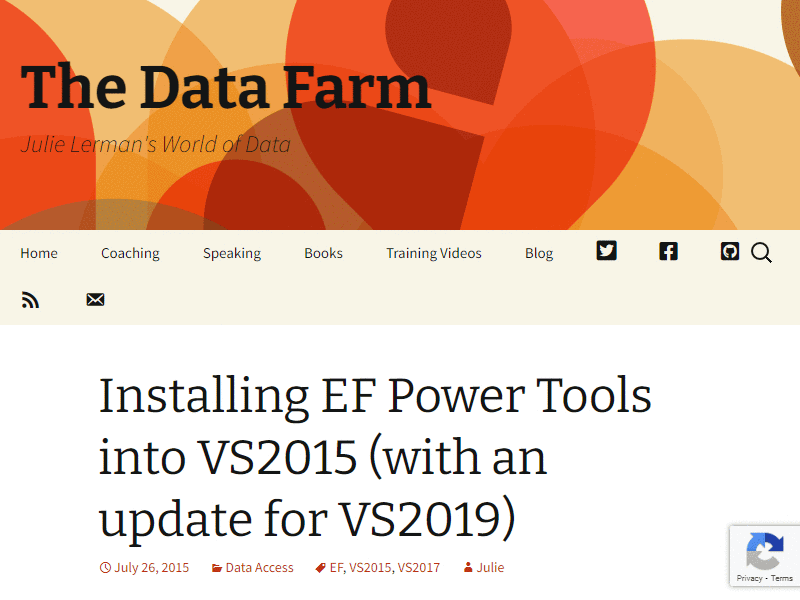 The Data Farm
Julie Lerman's World of Data
Home Coaching Speaking Books Training Videos Blog
Installing EF Power Tools
into VS2015 (with an
update for VS2019)
July 26, 2015 Data Access EF, VS2015, VS2017 Julie
Privacy - Terms